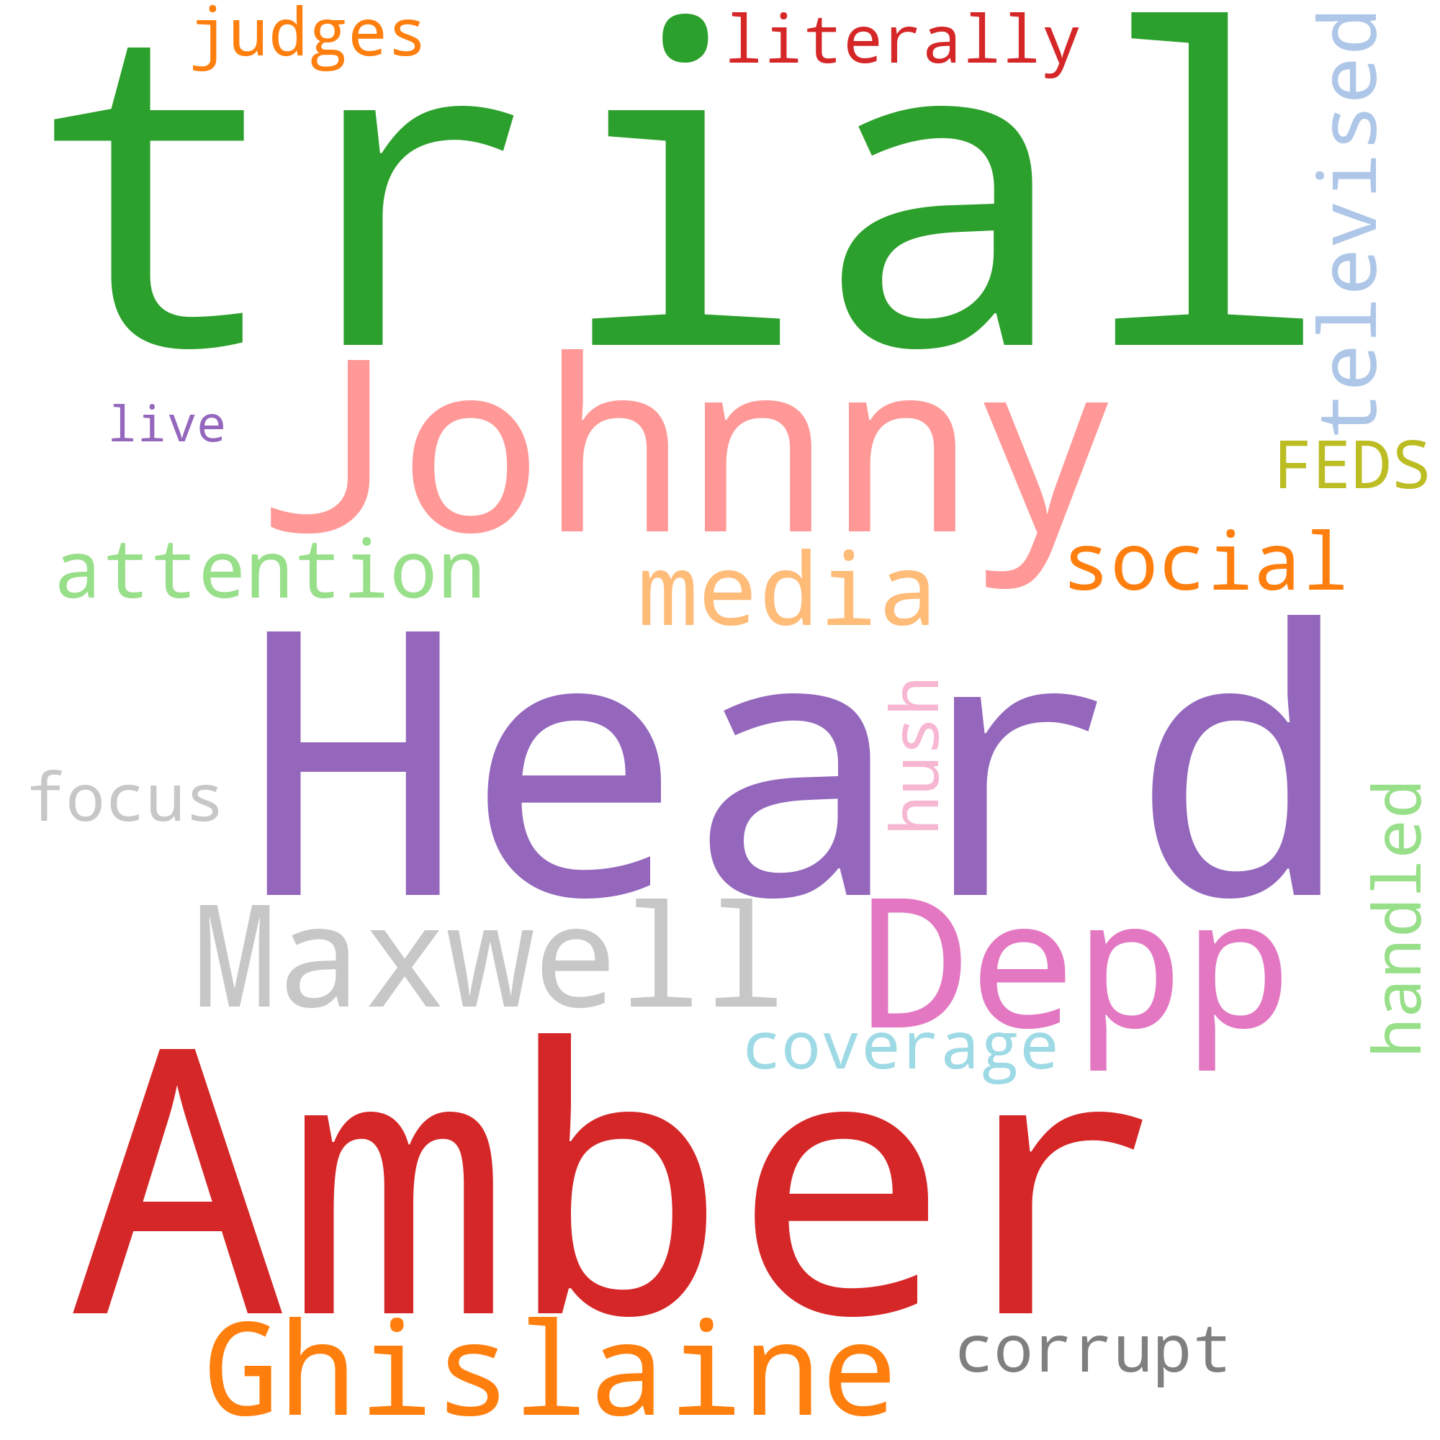 judges
literally
trial
televised
Johnny
live
FEDS
attention
media
social
Heard
hush
focus
handled
Maxwell
Depp
coverage
Amber
Ghislaine
corrupt